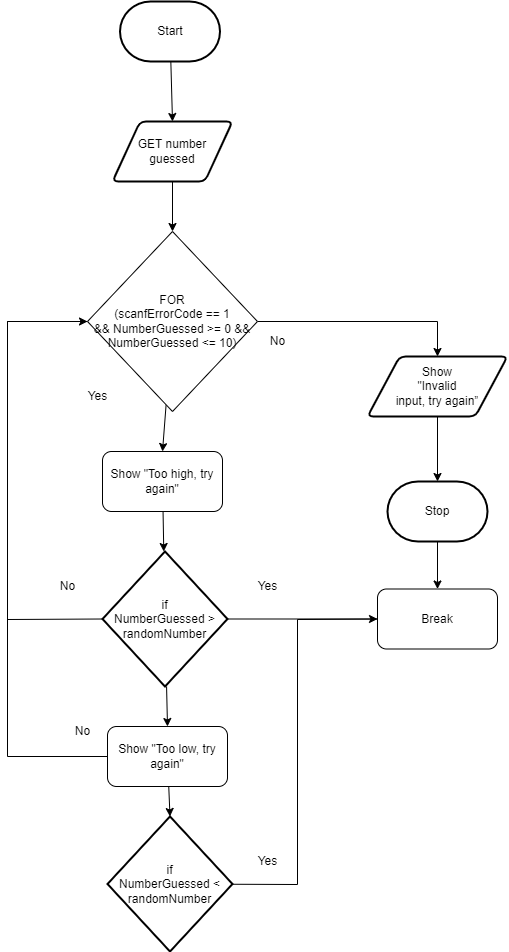 Start
GET number
guessed
FOR
(scanfErrorCode == 1
&& NumberGuessed >= 0 &&
NumberGuessed <= 10)
No
Show
"Invalid
input, try again"
Yes
Show "Too high, try
again"
Stop
if
NumberGuessed >
randomNumber
No
Yes
Break
No
Show "Too low, try
again"
if
NumberGuessed <
randomNumber
Yes